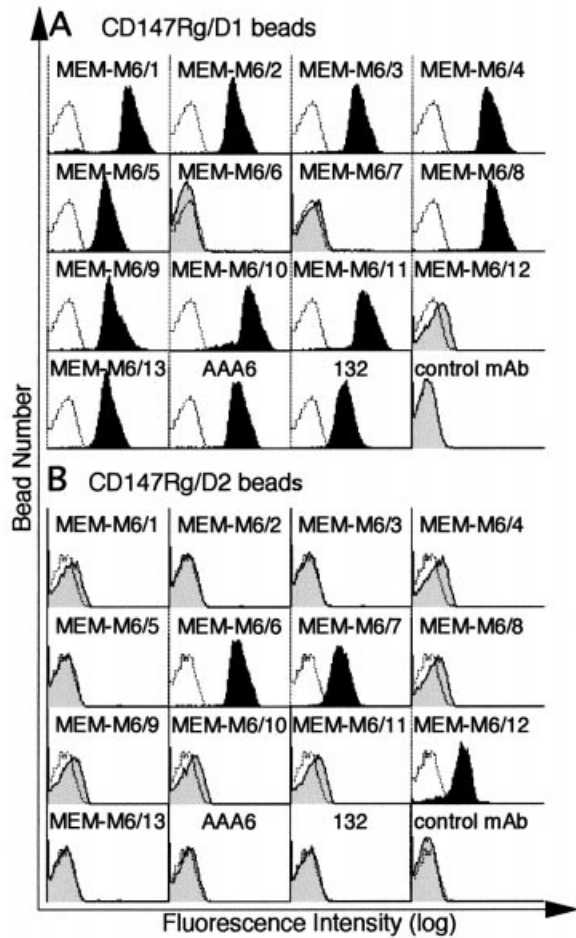 A CD147Rg/D1 beads
MEM-M6/1 MEM-M6/2 MEM-M6/3 MEM-M6/4
MEM-M6/5 MEM-M6/6 MEM-M6/7 MEM-M6/8
MEM-M6/9 MEM-M6/10 MEM-M6/11 MEM-M6/12
MEM-M6/13 AAA6 132 control mAb
B CD147Rg/D2 beads
MEM-M6/1 MEM-M6/2 MEM-M6/3 MEM-M6/4
MEM-M6/5 MEM-M6/6 MEM-M6/7 MEM-M6/8
MEM-M6/9 MEM-M6/10 MEM-M6/11 MEM-M6/12
MEM-M6/13 AAA6 132 control mAb
Bead Number
Fluorescence Intensity (log)